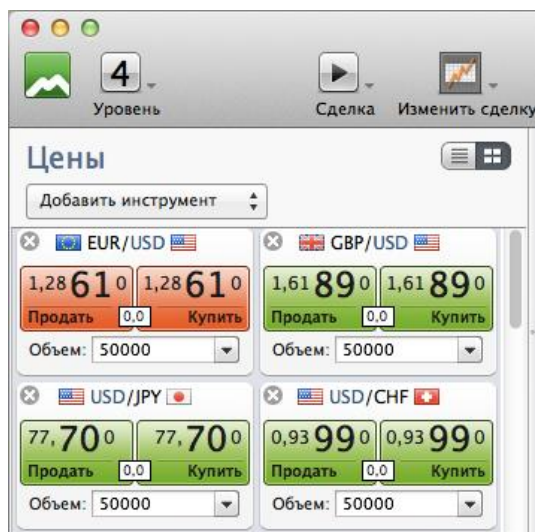 4
Уровень
Сделка
Изменить сделку
Цены
Добавить инструмент
EUR/USD
1,28 61 0
1,28 61 0
Продать 0,0 Купить
Объем: 50000
GBP/USD
1,61 89 0
1,61 89 0
Продать 0,0 Купить
Объем: 50000
USD/JPY
77, 70 0
77, 70 0
Продать 0,0 Купить
Объем: 50000
USD/CHF
0,93 99 0
0,93 99 0
Продать 0,0 Купить
Объем: 50000